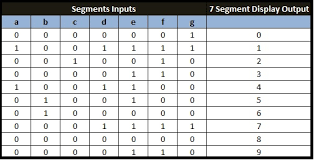 Segments Inputs 7 Segment Display Output
a b c d e f g
0 0 0 0 0 0 1 0
1 0 0 1 1 1 1 1
0 0 1 0 0 1 0 2
0 0 0 0 1 1 0 3
1 0 0 1 1 0 0 4
0 1 0 0 1 0 0 5
0 1 0 0 0 0 0 6
0 0 0 1 1 1 1 7
0 0 0 0 0 0 0 8
0 0 0 0 1 1 0 9